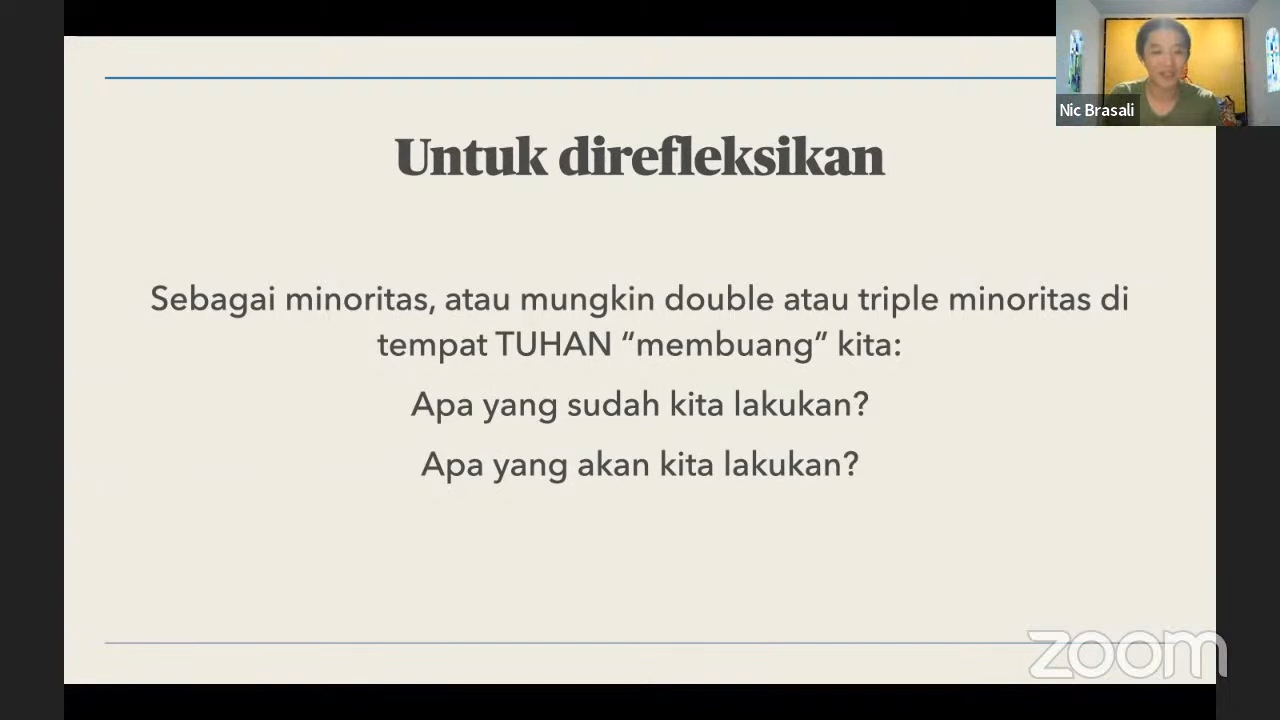 Nic Brasali
Untuk direfleksikan
Sebagai minoritas, atau mungkin double atau triple minoritas di
tempat TUHAN “membuang” kita:
Apa yang sudah kita lakukan?
Apa yang akan kita lakukan?
zoom